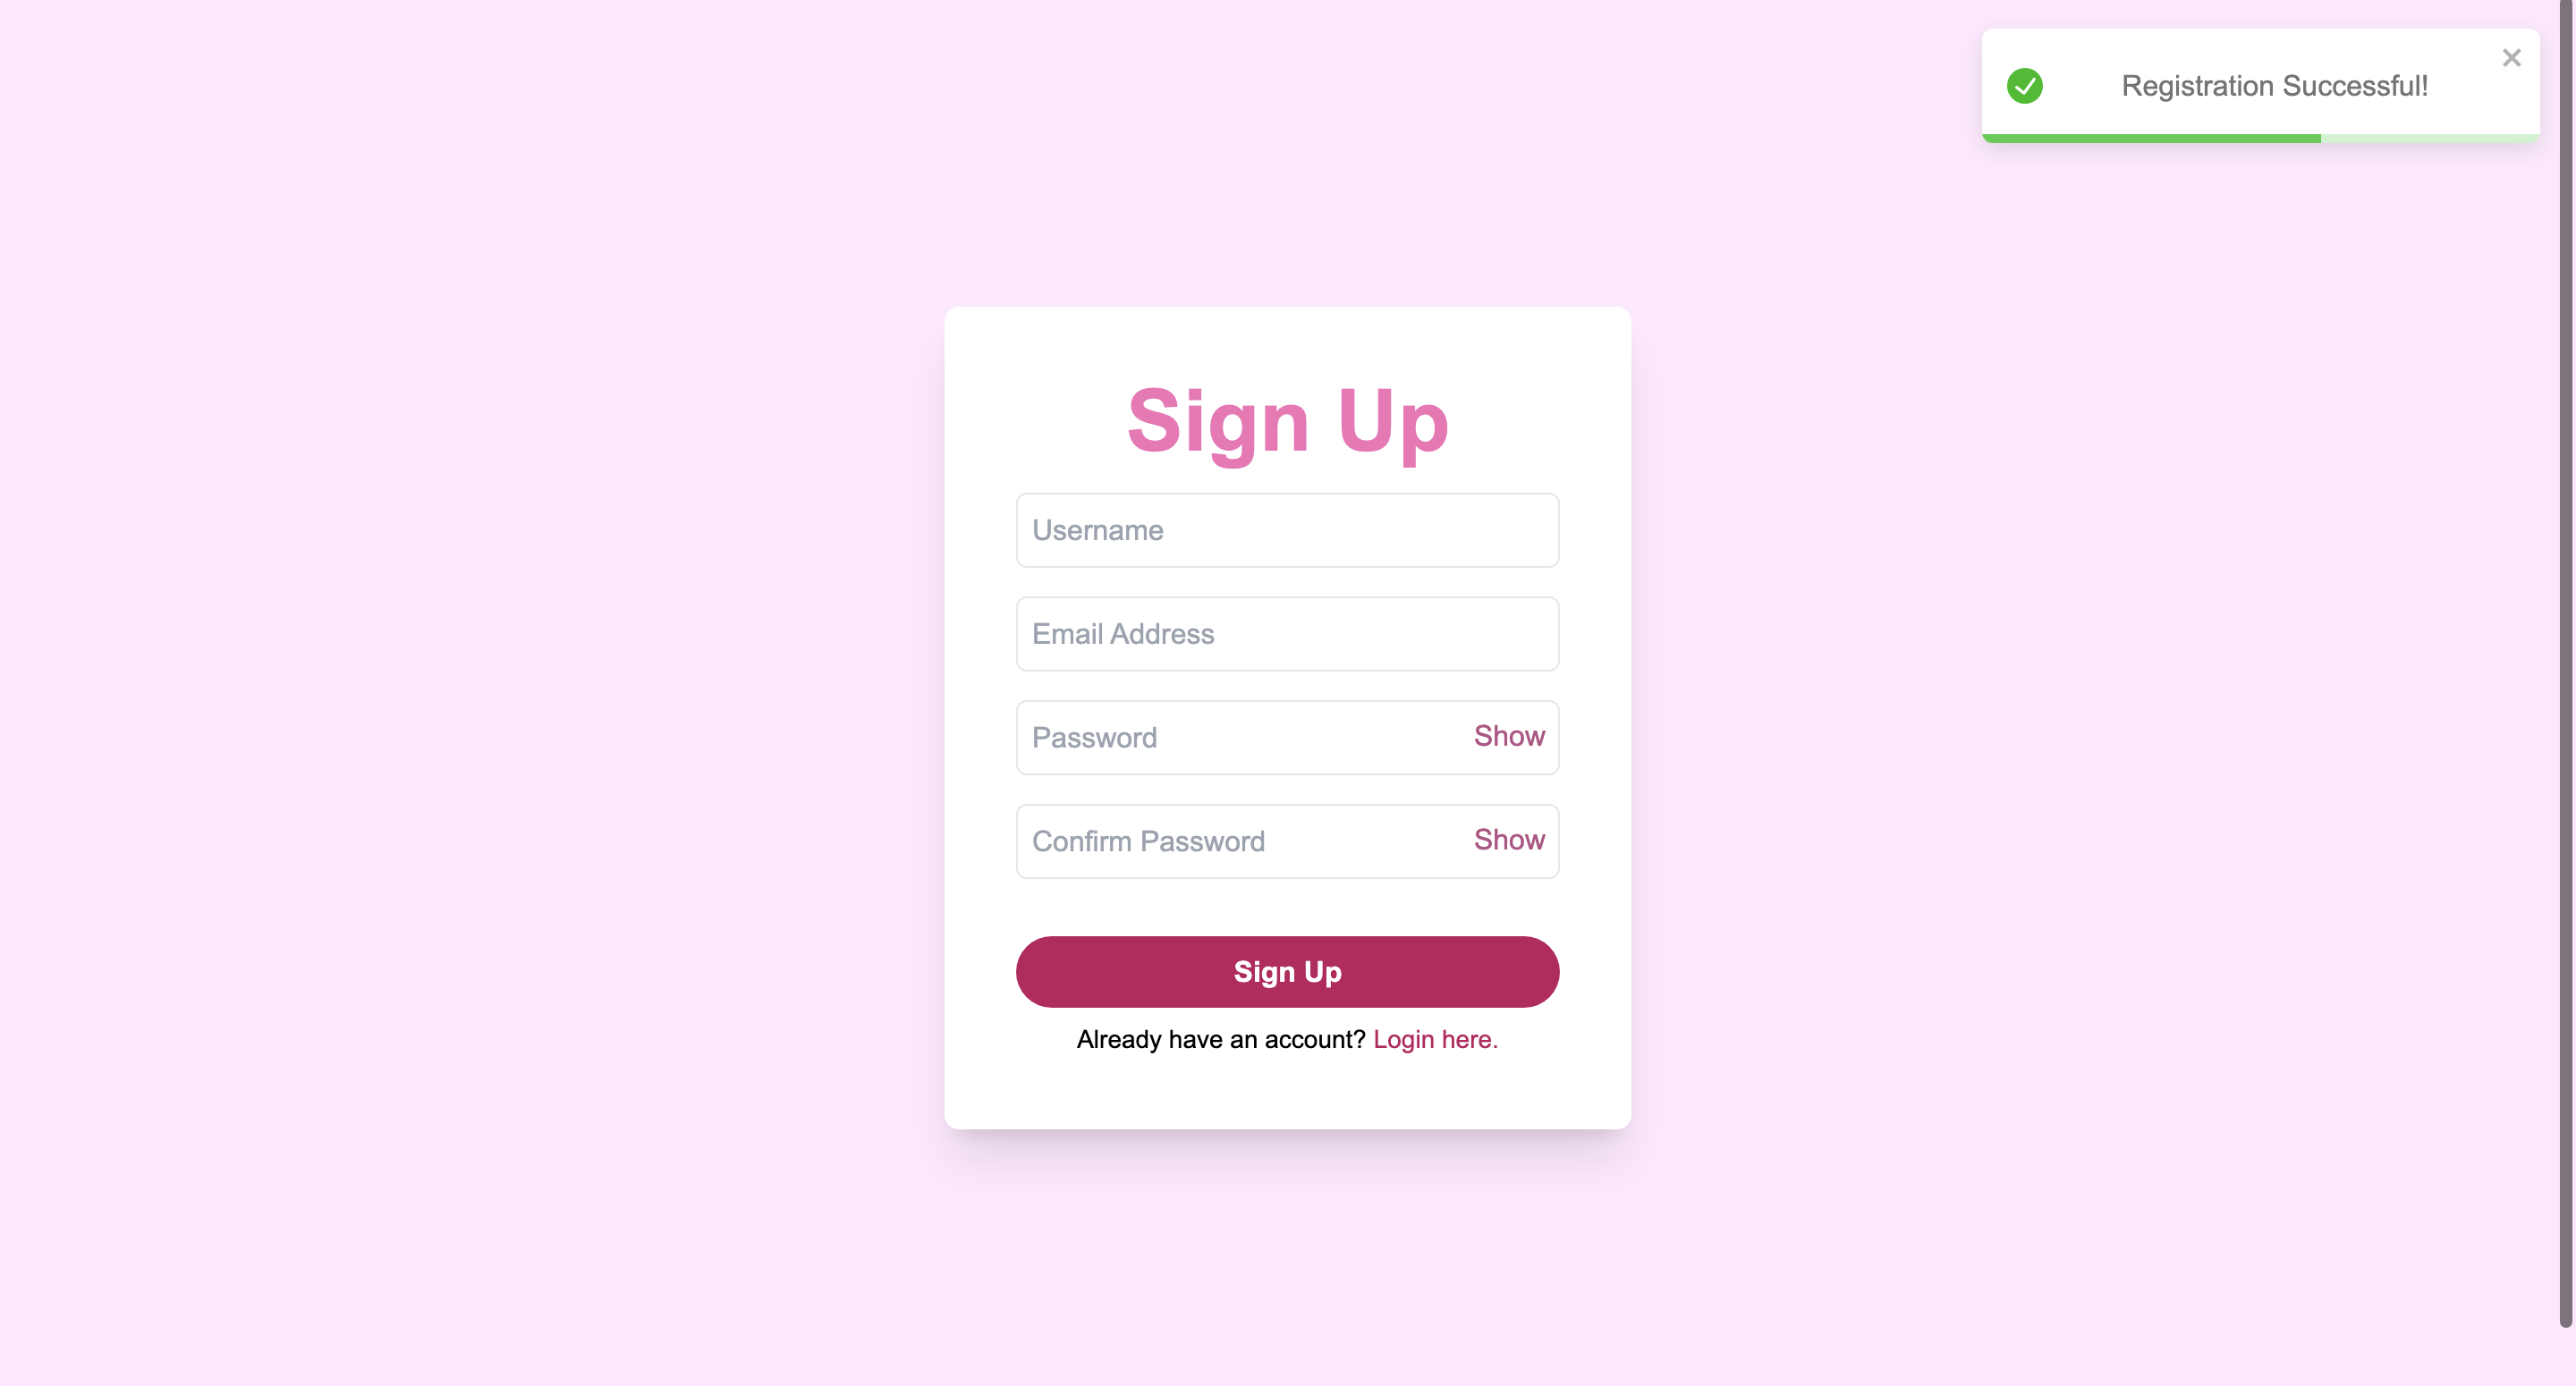 Registration Successful!
Sign Up
Username
Email Address
Password Show
Confirm Password Show
Sign Up
Already have an account? Login here.